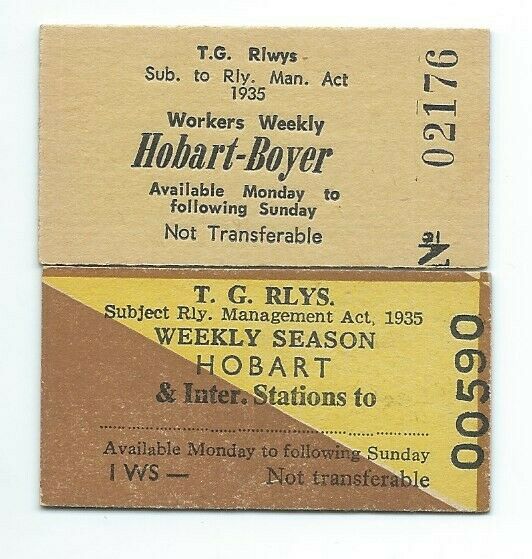 T.G. Rlwys
Sub. to Rly. Man. Act
1935
Workers Weekly
Hobart-Boyer
Available Monday to
following Sunday
Not Transferable
02176
T. G. RLYS.
Subject Rly. Management Act, 1935
WEEKLY SEASON
HOBART
& Inter. Stations to
Available Monday to following Sunday
1 WS — Not transferable
00590